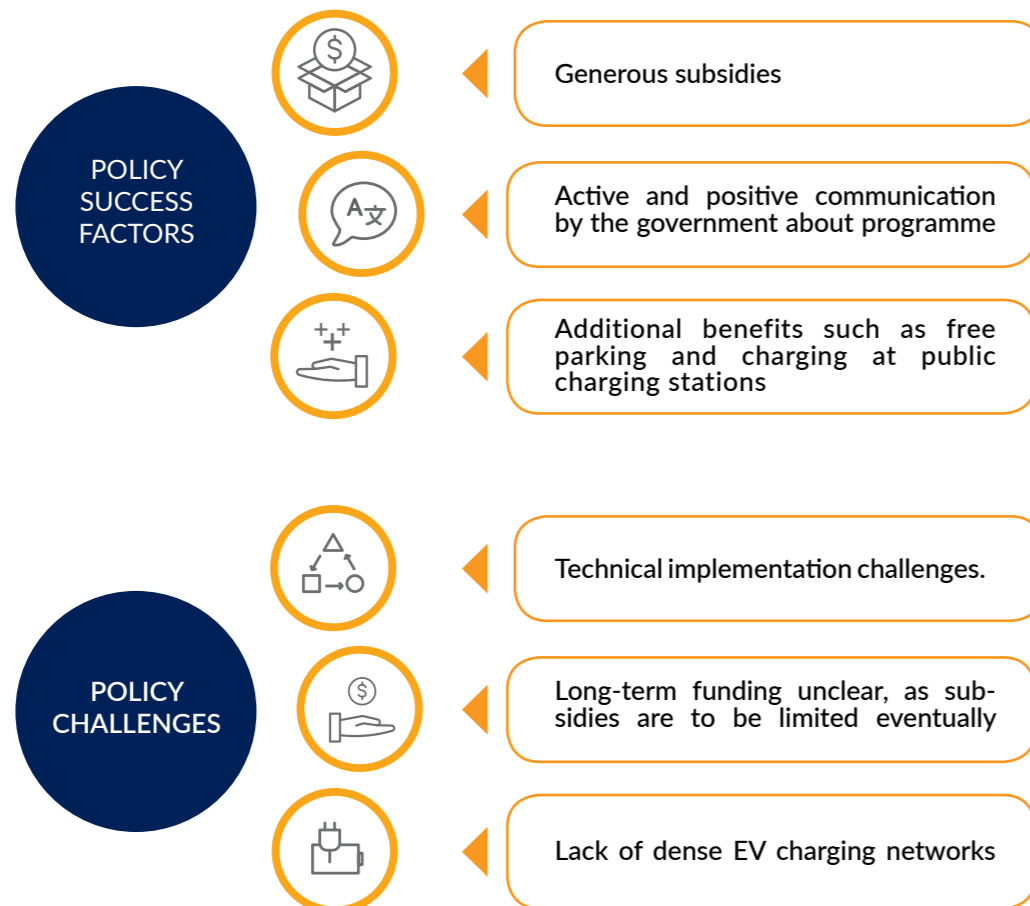 POLICY
SUCCESS
FACTORS
$
Generous subsidies
A文
Active and positive communication
by the government about programme
Additional benefits such as free
parking and charging at public
charging stations
POLICY
CHALLENGES
Technical implementation challenges.
$
Long-term funding unclear, as sub-
sidies are to be limited eventually
Lack of dense EV charging networks